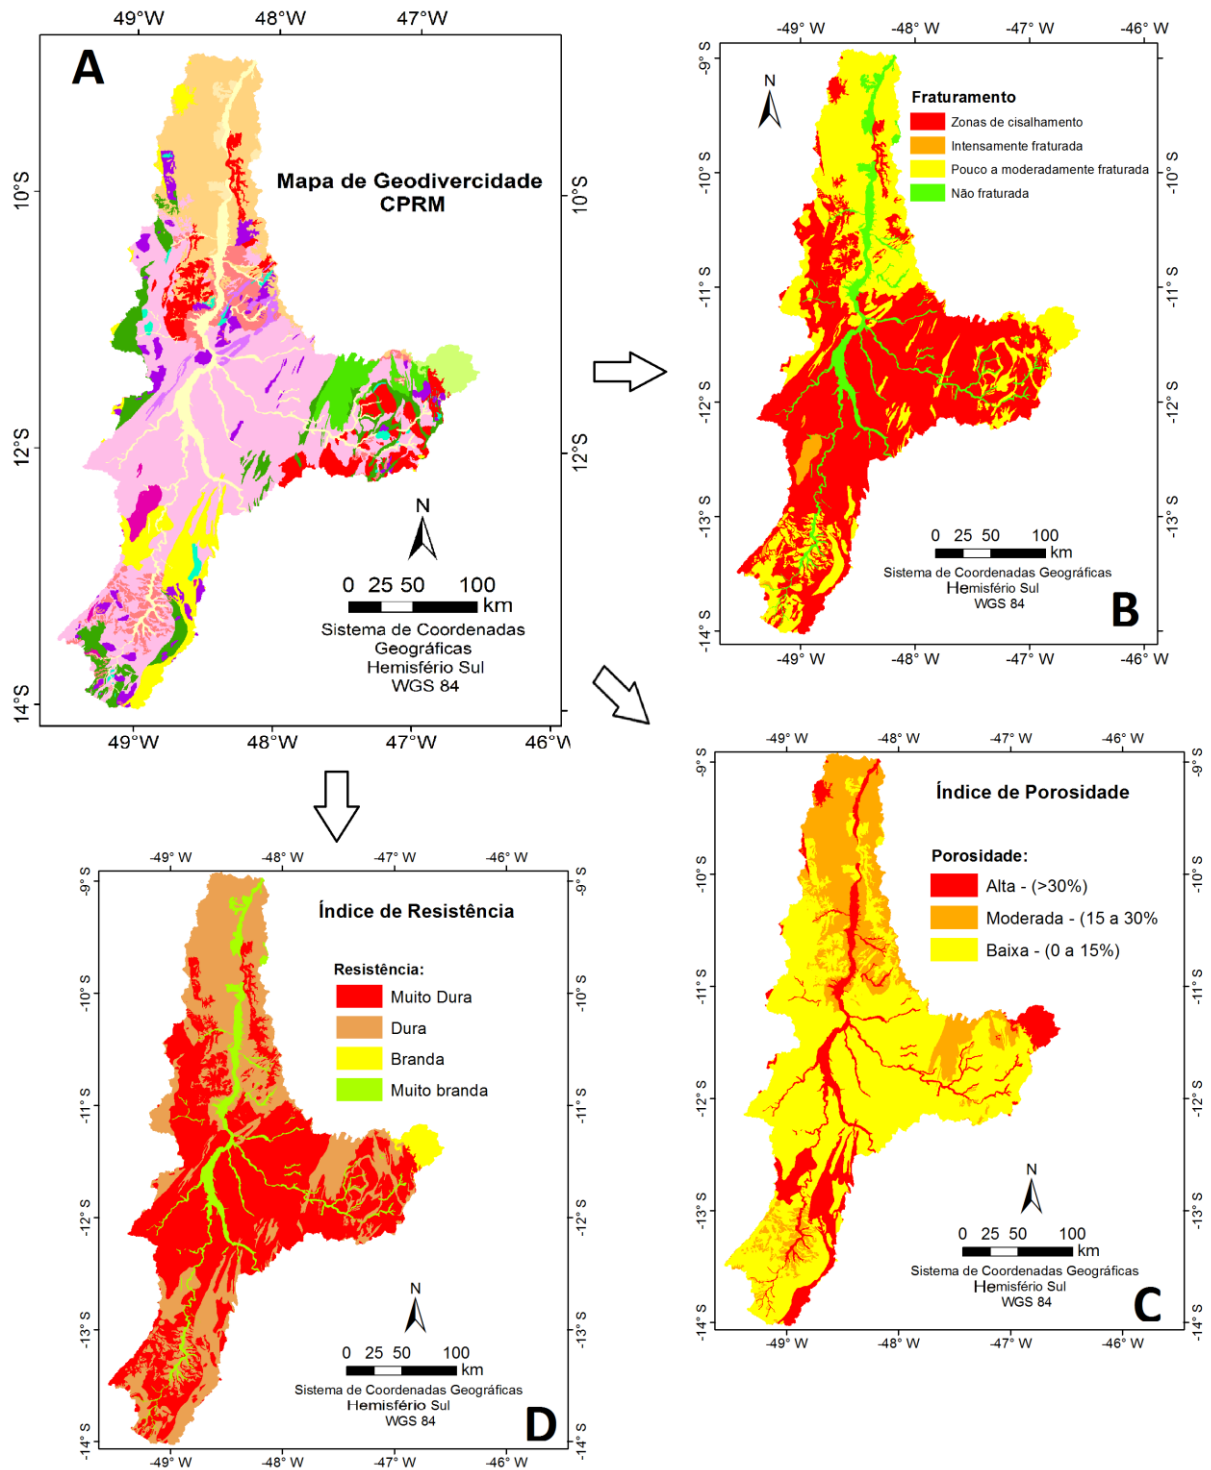 49°W 48°W 47°W
A
Mapa de Geodivercidade
CPRM
10°S
10°S
12°S
12°S
14°S
N
0 25 50 100
km
Sistema de Coordenadas
Geográficas
Hemisfério Sul
WGS 84
49°W 48°W 47°W 46°W
-49° W -48° W -47° W -46° W
-9° S
-10° S
-11° S
-12° S
-13° S
-14° S
-9° S
-10° S
-11° S
-12° S
-13° S
-14° S
N
Fraturamento
Zonas de cisalhamento
Intensamente fraturada
Pouco a moderadamente fraturada
Não fraturada
0 25 50 100
km
Sistema de Coordenadas Geográficas
Hemisfério Sul
WGS 84
B
-49° W -48° W -47° W -46° W
-49° W -48° W -47° W -46° W
-9° S
-10° S
-11° S
-12° S
-13° S
-14° S
-9° S
-10° S
-11° S
-12° S
-13° S
-14° S
Índice de Porosidade
Porosidade:
Alta - (>30%)
Moderada - (15 a 30%
Baixa - (0 a 15%)
N
0 25 50 100
km
Sistema de Coordenadas Geográficas
Hemisfério Sul
WGS 84
C
-49° W -48° W -47° W -46° W
-49° W -48° W -47° W -46° W
-9° S
-10° S
-11° S
-12° S
-13° S
-14° S
-9° S
-10° S
-11° S
-12° S
-13° S
-14° S
Índice de Resistência
Resistência:
Muito Dura
Dura
Branda
Muito branda
N
0 25 50 100
km
Sistema de Coordenadas Geográficas
Hemisfério Sul
WGS 84
D
-49° W -48° W -47° W -46° W